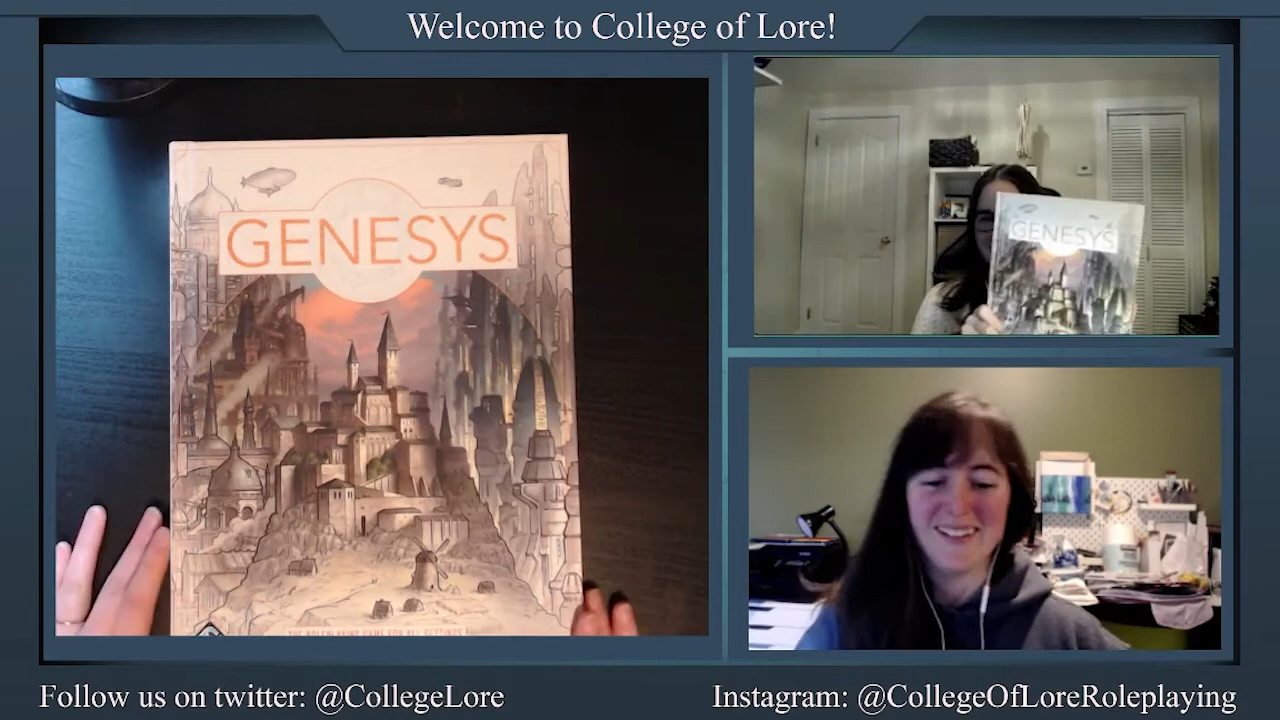 Welcome to College of Lore!
GENESYS
GENESYS
THE ROLEPLAYING GAME FOR ALL SETTINGS
Follow us on twitter: @CollegeLore
Instagram: @CollegeOfLoreRoleplaying